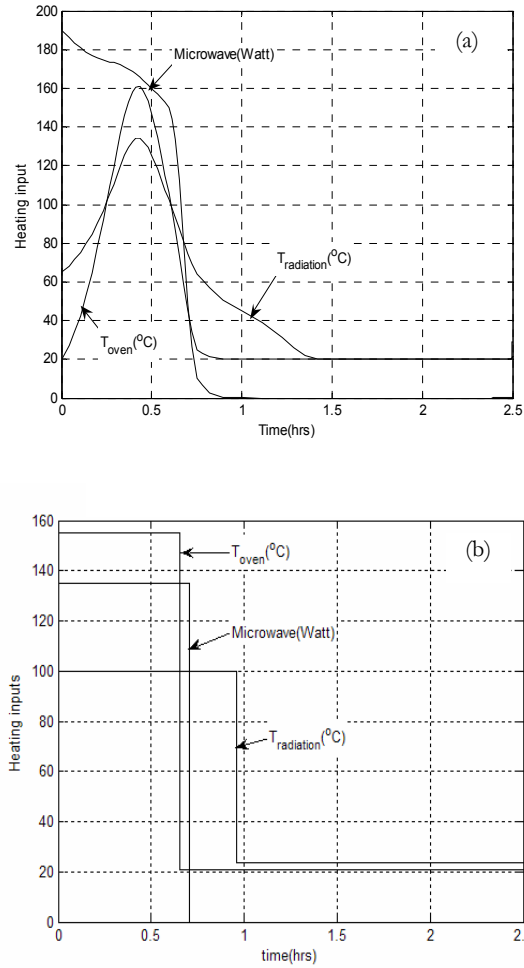 200
(a)
Microwave(Watt)
180
160
140
120
Heating input
100
80
T_radiation(°C)
60
40
T_oven(°C)
20
0
0 0.5 1 1.5 2 2.5
Time(hrs)
160
(b)
T_oven(°C)
140
120
Microwave(Watt)
100
Heating inputs
80
T_radiation(°C)
60
40
20
0
0 0.5 1 1.5 2 2.
time(hrs)